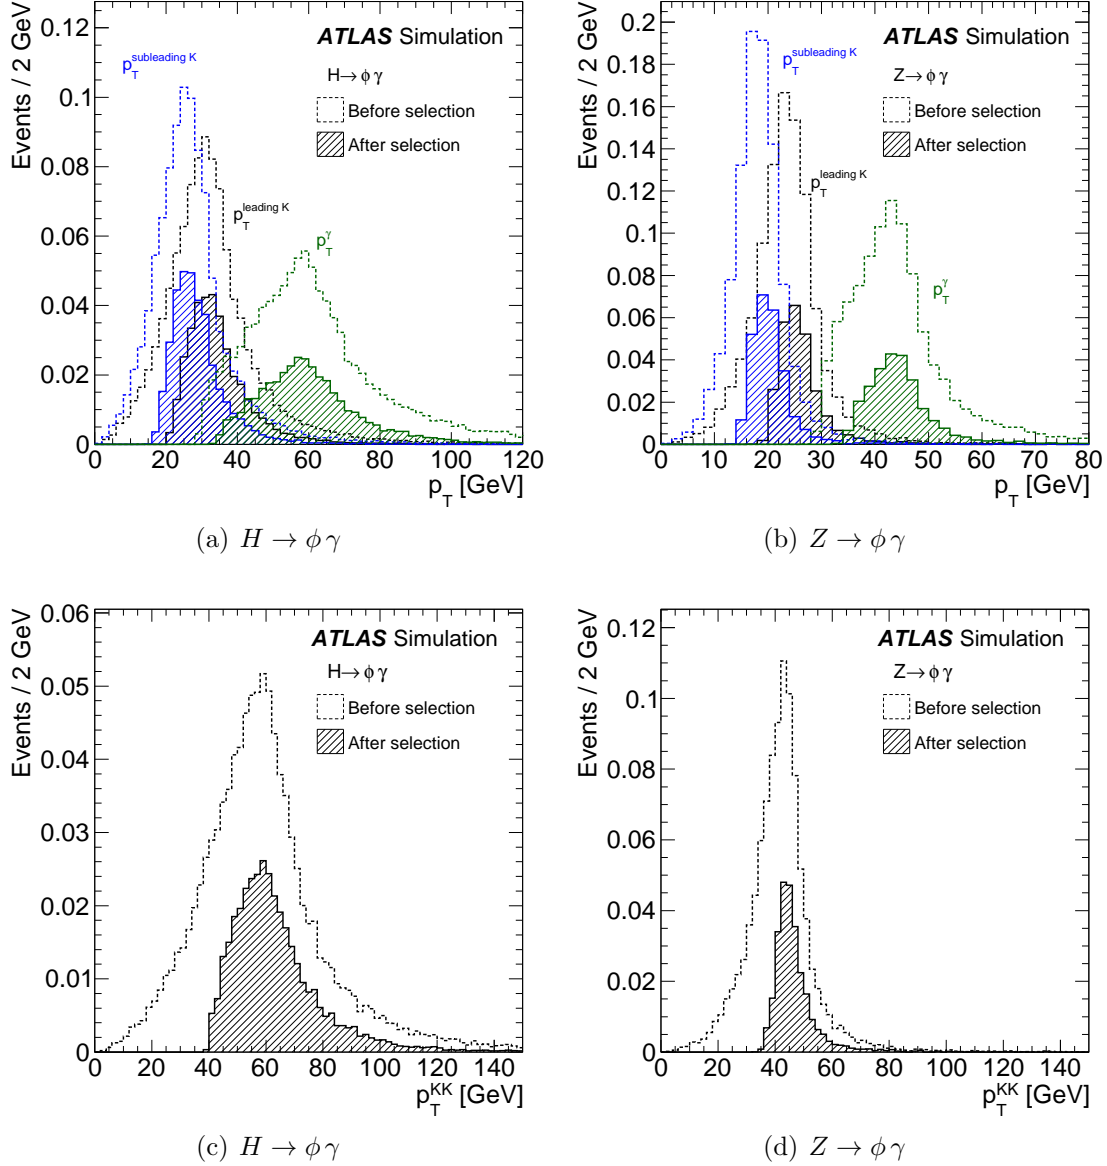 Events / 2 GeV
0.12
0.1
0.08
0.06
0.04
0.02
0
p_T^subleading K
ATLAS Simulation
H→ϕ γ
Before selection
After selection
p_T^leading K
p_T^γ
0 20 40 60 80 100 120
p_T [GeV]
(a) H → ϕ γ
Events / 2 GeV
0.2
0.18
0.16
0.14
0.12
0.1
0.08
0.06
0.04
0.02
0
p_T^subleading K
ATLAS Simulation
Z→ϕ γ
Before selection
After selection
p_T^leading K
p_T^γ
0 10 20 30 40 50 60 70 80
p_T [GeV]
(b) Z → ϕ γ
Events / 2 GeV
0.06
0.05
0.04
0.03
0.02
0.01
0
ATLAS Simulation
H→ϕ γ
Before selection
After selection
0 20 40 60 80 100 120 140
p_T^KK [GeV]
(c) H → ϕ γ
Events / 2 GeV
0.12
0.1
0.08
0.06
0.04
0.02
0
ATLAS Simulation
Z→ϕ γ
Before selection
After selection
0 20 40 60 80 100 120 140
p_T^KK [GeV]
(d) Z → ϕ γ